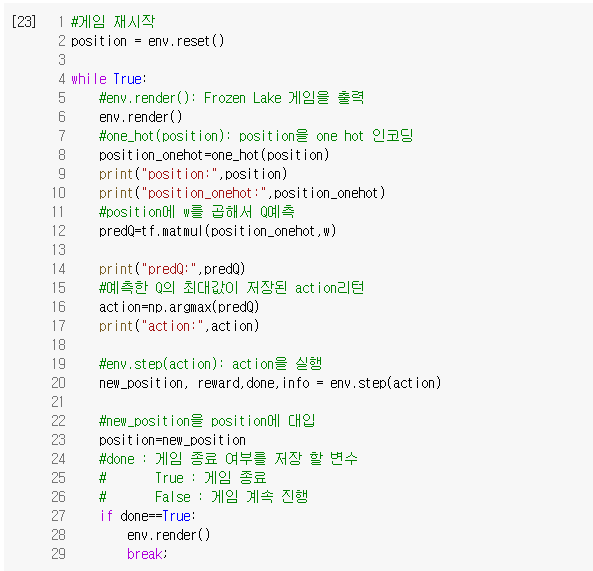 [23] 1 #게임 재시작
2 position = env.reset()
3
4 while True:
5     #env.render(): Frozen Lake 게임을 출력
6     env.render()
7     #one_hot(position): position을 one hot 인코딩
8     position_onehot=one_hot(position)
9     print("position:",position)
10     print("position_onehot:",position_onehot)
11     #position에 w를 곱해서 Q예측
12     predQ=tf.matmul(position_onehot,w)
13
14     print("predQ:",predQ)
15     #예측한 Q의 최대값이 저장된 action리턴
16     action=np.argmax(predQ)
17     print("action:",action)
18
19     #env.step(action): action을 실행
20     new_position, reward,done,info = env.step(action)
21
22     #new_position을 position에 대입
23     position=new_position
24     #done : 게임 종료 여부를 저장 할 변수
25     #       True : 게임 종료
26     #       False : 게임 계속 진행
27     if done==True:
28         env.render()
29         break;